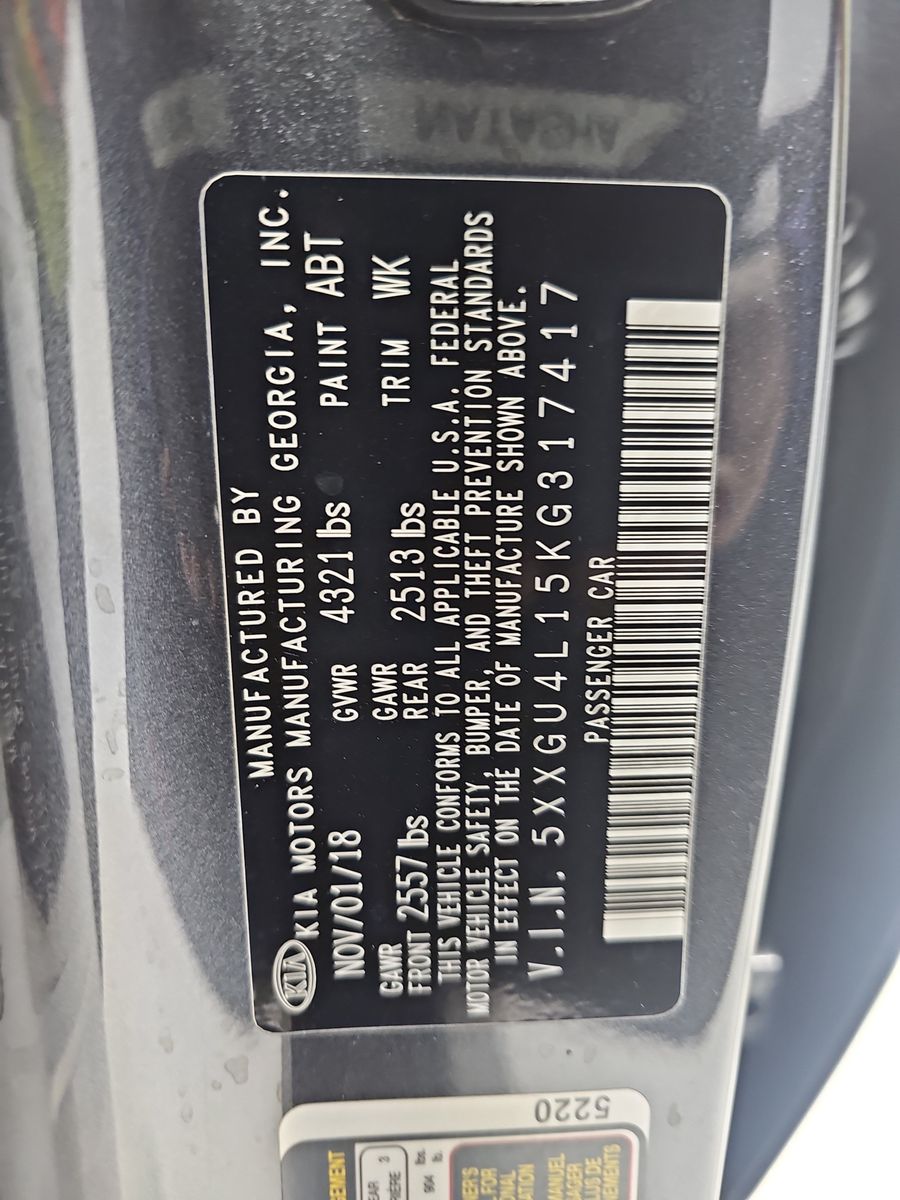 MANUFACTURED BY
KIA KIA MOTORS MANUFACTURING GEORGIA, INC.
NOV/01/18 GVWR 4321 lbs PAINT ABT
GAWR GAWR
FRONT 2557 lbs REAR 2513 lbs TRIM WK
THIS VEHICLE CONFORMS TO ALL APPLICABLE U.S.A. FEDERAL
MOTOR VEHICLE SAFETY, BUMPER, AND THEFT PREVENTION STANDARDS
IN EFFECT ON THE DATE OF MANUFACTURE SHOWN ABOVE.
V.I.N. 5XXGU4L15KG317417
PASSENGER CAR
5220